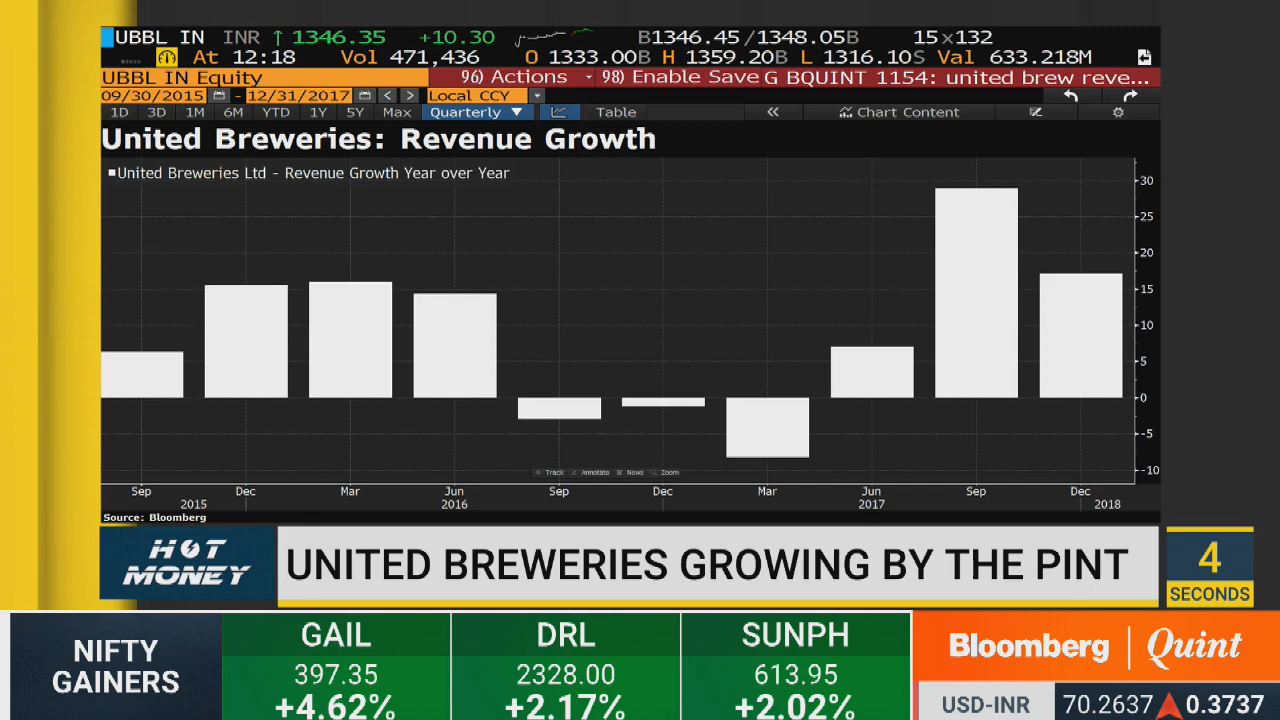 UBBL IN INR ↑ 1346.35 +10.30 B1346.45/1348.05B 15×132
At 12:18 Vol 471,436 O 1333.00B H 1359.20B L 1316.10S Val 633.218M
UBBL IN Equity 96) Actions 98) Enable Save G BQUINT 1154: united brew reve...
09/30/2015 - 12/31/2017 < > Local CCY
1D 3D 1M 6M YTD 1Y 5Y Max Quarterly ▼ Table « Chart Content
United Breweries: Revenue Growth
United Breweries Ltd - Revenue Growth Year over Year
30
25
20
15
10
5
0
-5
-10
Track Annotate News Zoom
Sep Dec Mar Jun Sep Dec Mar Jun Sep Dec
2015 2016 2017 2018
Source: Bloomberg
HOT
MONEY
UNITED BREWERIES GROWING BY THE PINT
4
SECONDS
NIFTY
GAINERS
GAIL
397.35
+4.62%
DRL
2328.00
+2.17%
SUNPH
613.95
+2.02%
Bloomberg | Quint
USD-INR 70.2637 ▲ 0.3737